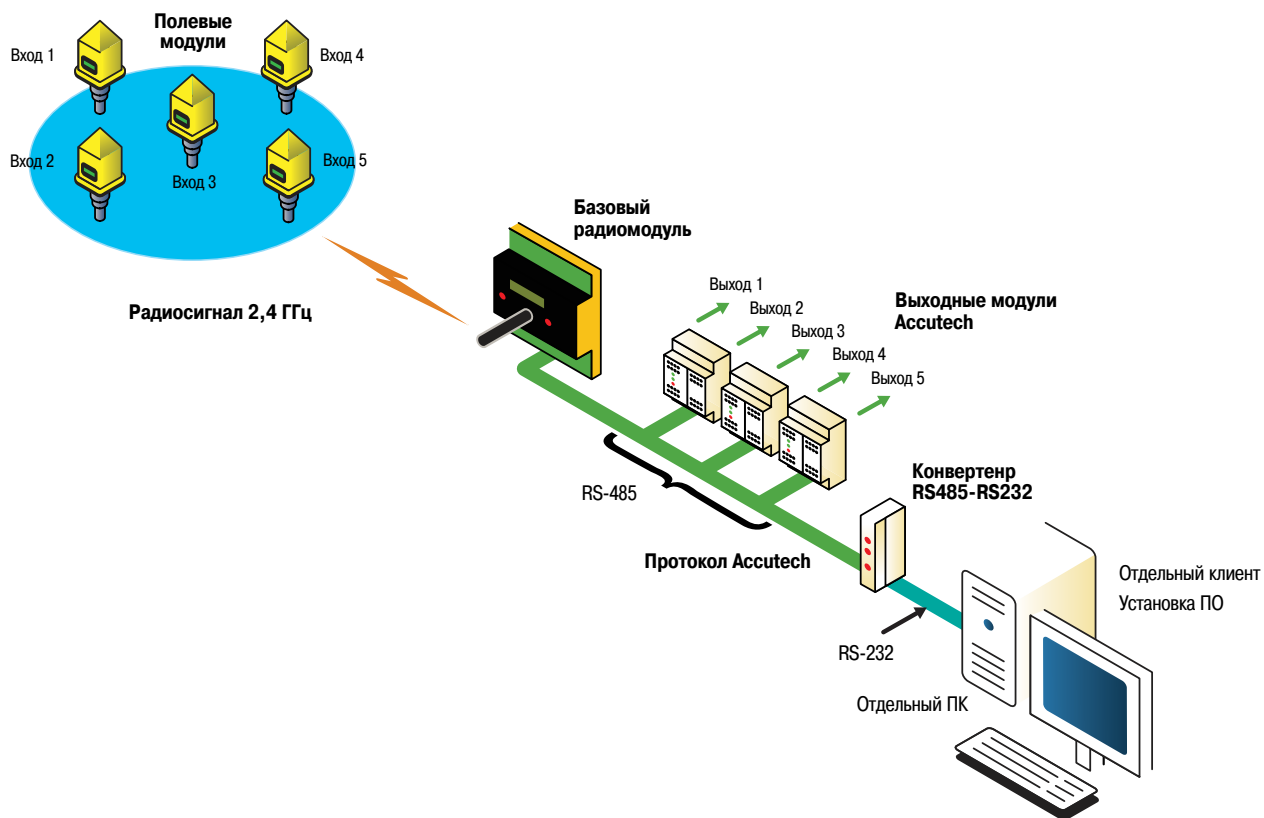 Полевые
модули
Вход 1
Вход 4
Вход 2
Вход 3
Вход 5
Радиосигнал 2,4 ГГц
Базовый
радиомодуль
Выход 1
Выход 2
Выход 3
Выход 4
Выход 5
Выходные модули
Accutech
RS-485
Протокол Accutech
Конвертенр
RS485-RS232
RS-232
Отдельный клиент
Установка ПО
Отдельный ПК